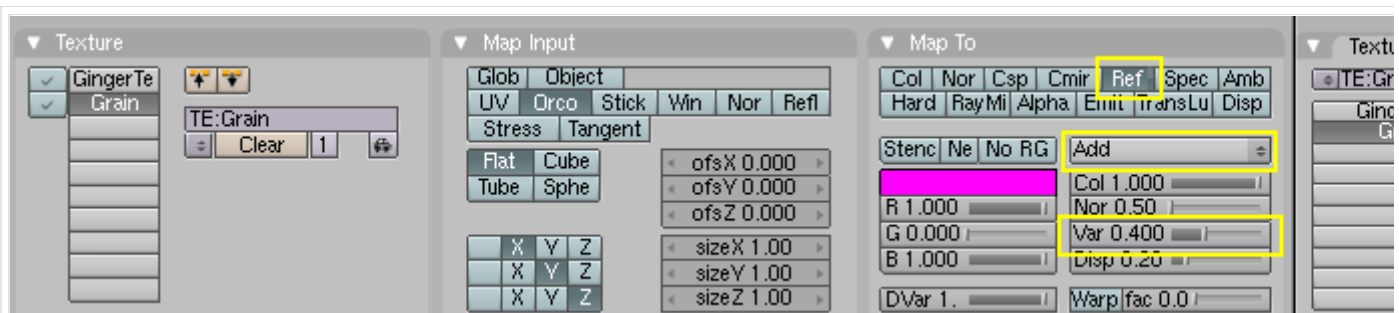 Texture
GingerTe
Grain
TE:Grain
Clear 1
Map Input
Glob Object
UV Orco Stick Win Nor Refl
Stress Tangent
Flat Cube
Tube Sphe
ofsX 0.000
ofsY 0.000
ofsZ 0.000
X Y Z
X Y Z
X Y Z
sizeX 1.00
sizeY 1.00
sizeZ 1.00
Map To
Col Nor Csp Cmir Ref Spec Amb
Hard RayMi Alpha Emit TransLu Disp
Stenc Ne No RG
Add
R 1.000
G 0.000
B 1.000
Col 1.000
Nor 0.50
Var 0.400
Disp 0.20
DVar 1.
Warp fac 0.0
Textu
TE:Gr
Ging
G